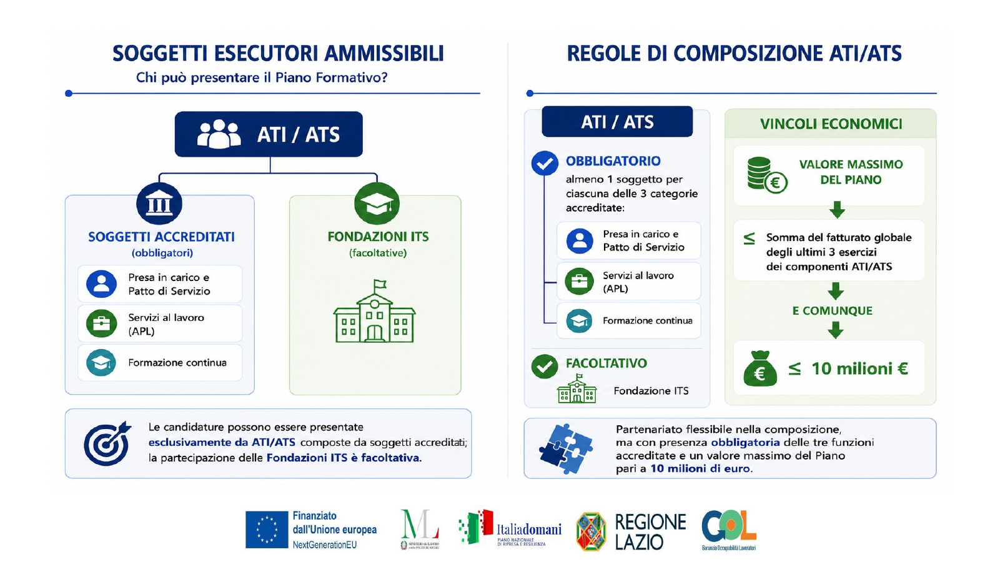 SOGGETTI ESECUTORI AMMISSIBILI
Chi può presentare il Piano Formativo?
ATI / ATS
SOGGETTI ACCREDITATI
(obbligatori)
Presa in carico e
Patto di Servizio
Servizi al lavoro
(APL)
Formazione continua
FONDAZIONI ITS
(facoltative)
Le candidature possono essere presentate
esclusivamente da ATI/ATS composte da soggetti accreditati;
la partecipazione delle Fondazioni ITS è facoltativa.
REGOLE DI COMPOSIZIONE ATI/ATS
ATI / ATS
OBBLIGATORIO
almeno 1 soggetto per
ciascuna delle 3 categorie
accreditate:
Presa in carico e
Patto di Servizio
Servizi al lavoro
(APL)
Formazione continua
FACOLTATIVO
Fondazione ITS
VINCOLI ECONOMICI
€
VALORE MASSIMO
DEL PIANO
≤ Somma del fatturato globale
degli ultimi 3 esercizi
dei componenti ATI/ATS
E COMUNQUE
€
≤ 10 milioni €
Partenariato flessibile nella composizione,
ma con presenza obbligatoria delle tre funzioni
accreditate e un valore massimo del Piano
pari a 10 milioni di euro.
Finanziato
dall'Unione europea
NextGenerationEU
ML
MINISTERO del LAVORO
e delle POLITICHE SOCIALI
Italiadomani
PIANO NAZIONALE
DI RIPRESA E RESILIENZA
REGIONE
LAZIO
GOL
Garanzia Occupabilità Lavoratori